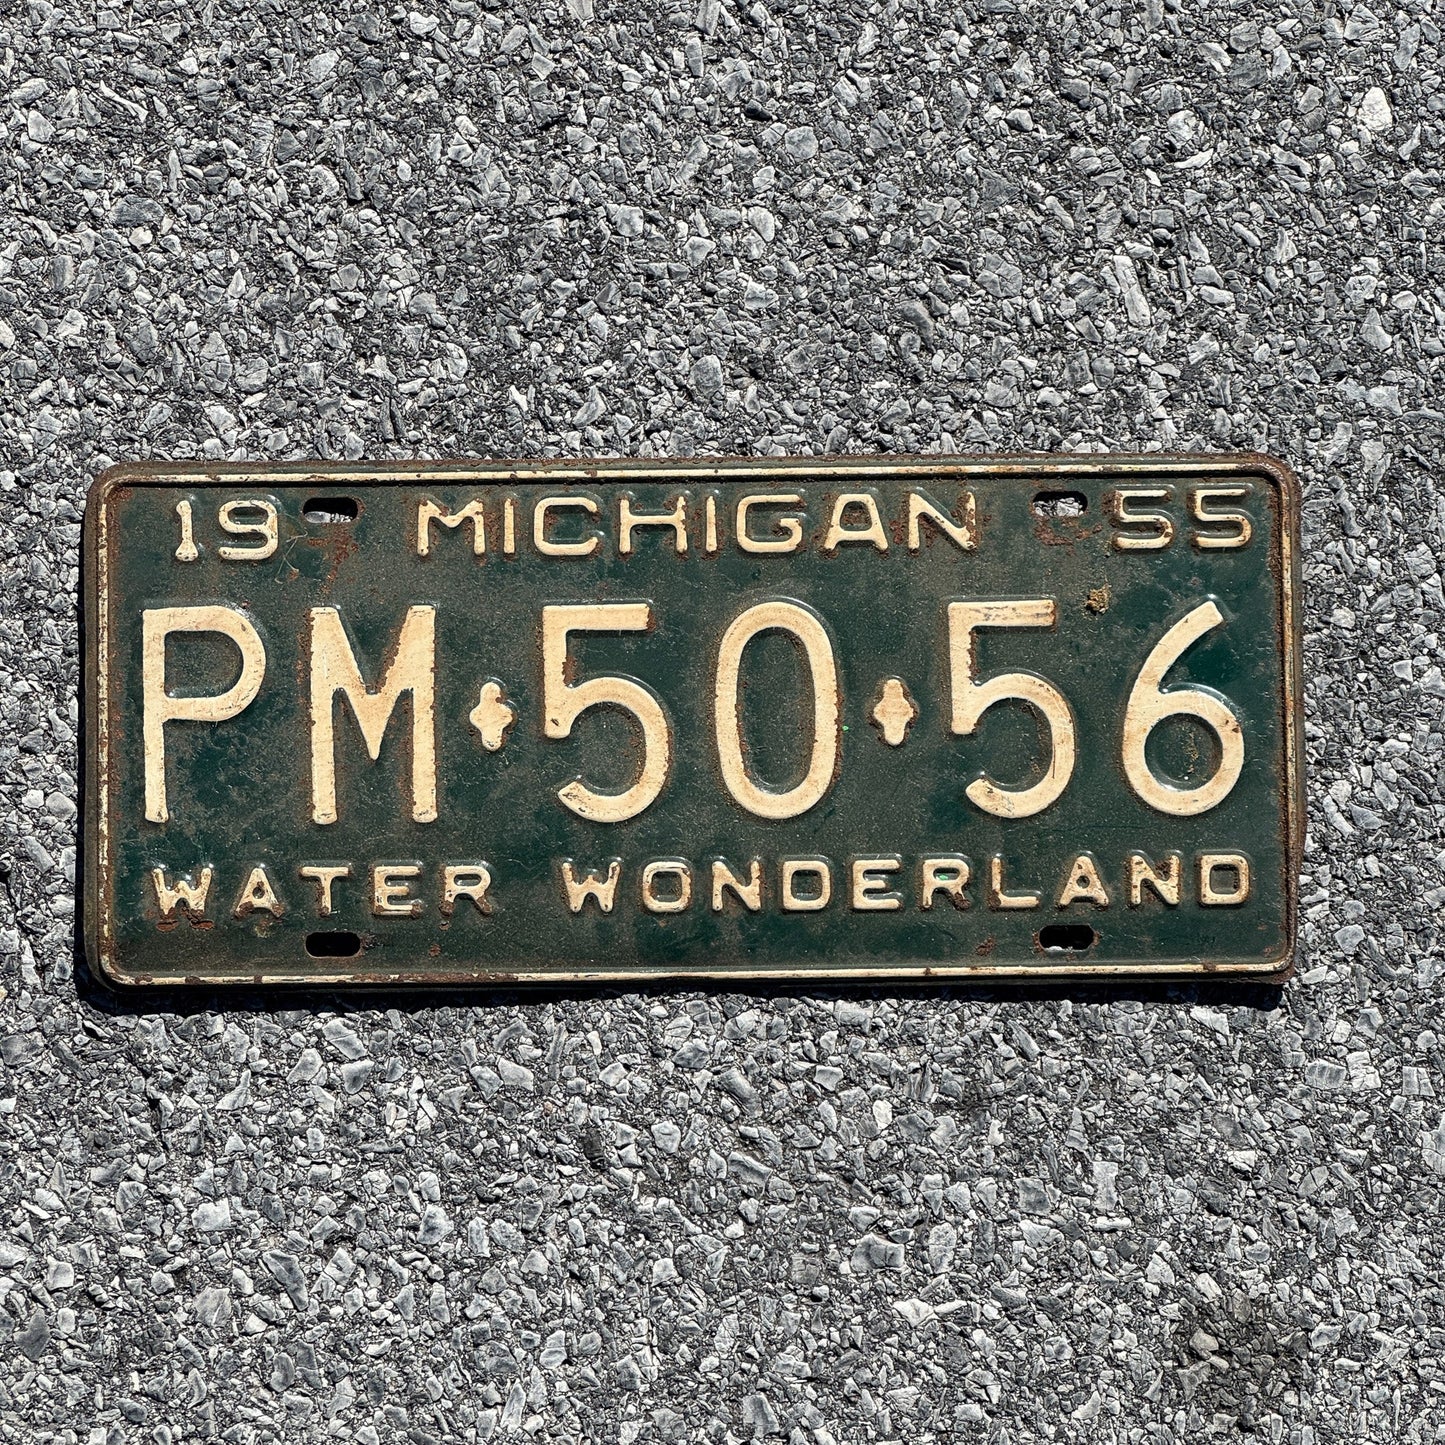 19 MICHIGAN 55
PM·50·56
WATER WONDERLAND